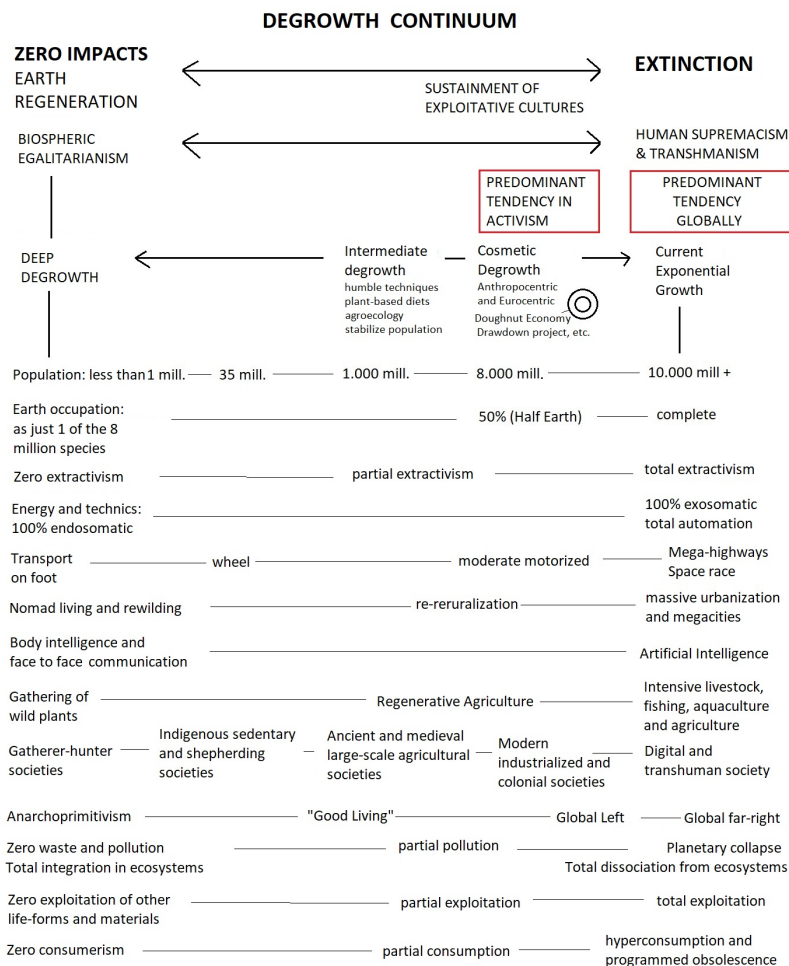 DEGROWTH CONTINUUM
ZERO IMPACTS
EARTH
REGENERATION
SUSTAINMENT OF
EXPLOITATIVE CULTURES
EXTINCTION
BIOSPHERIC
EGALITARIANISM
HUMAN SUPREMACISM
& TRANSHMANISM
PREDOMINANT
TENDENCY IN
ACTIVISM
PREDOMINANT
TENDENCY
GLOBALLY
DEEP
DEGROWTH
Intermediate
degrowth
humble techniques
plant-based diets
agroecology
stabilize population
Cosmetic
Degrowth
Anthropocentric
and Eurocentric
Doughnut Economy
Drawdown project, etc.
Current
Exponential
Growth
Population: less than 1 mill. 35 mill. 1.000 mill. 8.000 mill. 10.000 mill +
Earth occupation:
as just 1 of the 8
million species
50% (Half Earth)
complete
Zero extractivism partial extractivism total extractivism
Energy and technics:
100% endosomatic
100% exosomatic
total automation
Transport
on foot
wheel
moderate motorized
Mega-highways
Space race
Nomad living and rewilding
re-reruralization
massive urbanization
and megacities
Body intelligence and
face to face communication
Artificial Intelligence
Gathering of
wild plants
Regenerative Agriculture
Intensive livestock,
fishing, aquaculture
and agriculture
Gatherer-hunter
societies
Indigenous sedentary
and shepherding
societies
Ancient and medieval
large-scale agricultural
societies
Modern
industrialized and
colonial societies
Digital and
transhuman society
Anarchoprimitivism "Good Living" Global Left Global far-right
Zero waste and pollution
Total integration in ecosystems
partial pollution
Planetary collapse
Total dissociation from ecosystems
Zero exploitation of other
life-forms and materials
partial exploitation
total exploitation
Zero consumerism
partial consumption
hyperconsumption and
programmed obsolescence